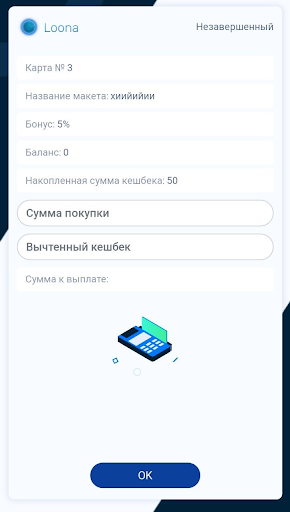 Loona
Незавершенный
Карта № 3
Название макета: хиийийии
Бонус: 5%
Баланс: 0
Накопленная сумма кешбека: 50
Сумма покупки
Вычтенный кешбек
Сумма к выплате:
OK